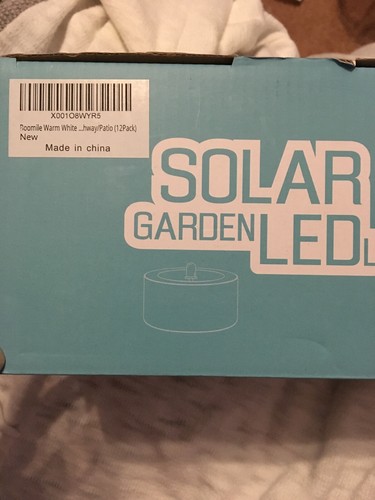 X001O8WYR5
Roomile Warm White ...hway/Patio (12Pack)
New
Made in china
SOLAR
GARDEN LED L